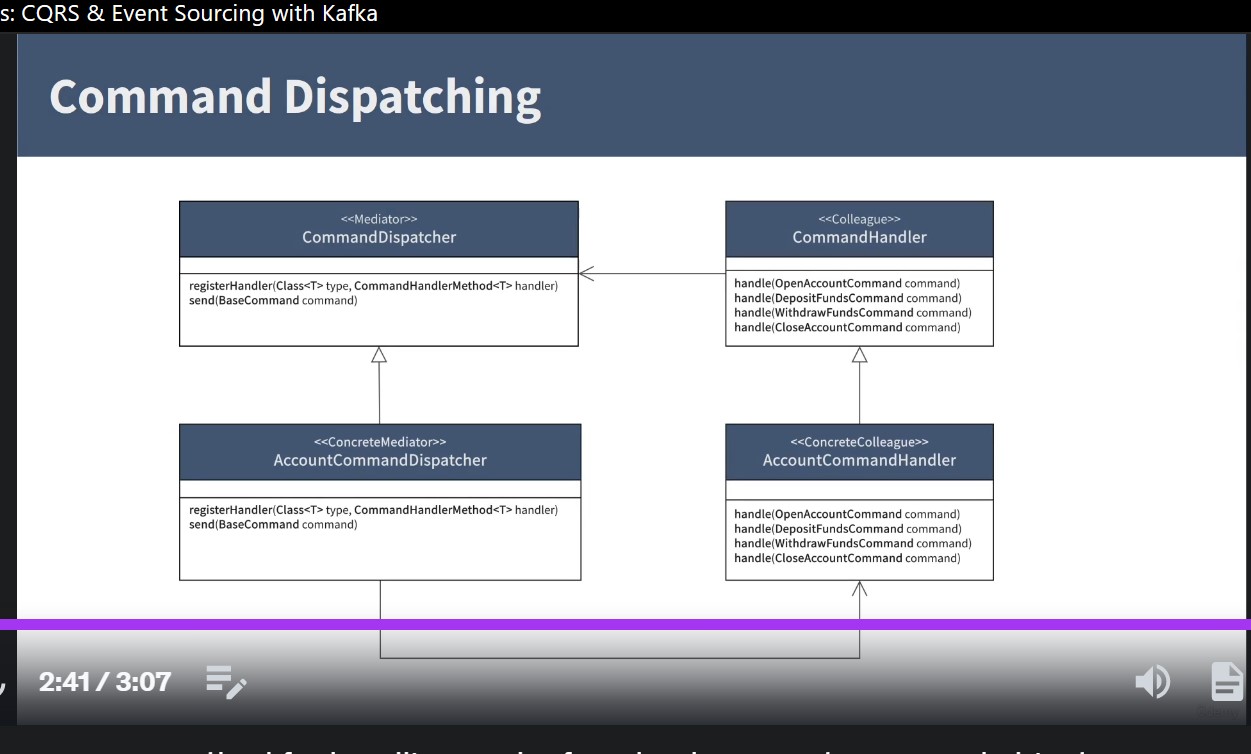 s: CQRS & Event Sourcing with Kafka
Command Dispatching
<<Mediator>>
CommandDispatcher
registerHandler(Class<T> type, CommandHandlerMethod<T> handler)
send(BaseCommand command)
<<Colleague>>
CommandHandler
handle(OpenAccountCommand command)
handle(DepositFundsCommand command)
handle(WithdrawFundsCommand command)
handle(CloseAccountCommand command)
<<ConcreteMediator>>
AccountCommandDispatcher
registerHandler(Class<T> type, CommandHandlerMethod<T> handler)
send(BaseCommand command)
<<ConcreteColleague>>
AccountCommandHandler
handle(OpenAccountCommand command)
handle(DepositFundsCommand command)
handle(WithdrawFundsCommand command)
handle(CloseAccountCommand command)
2:41 / 3:07